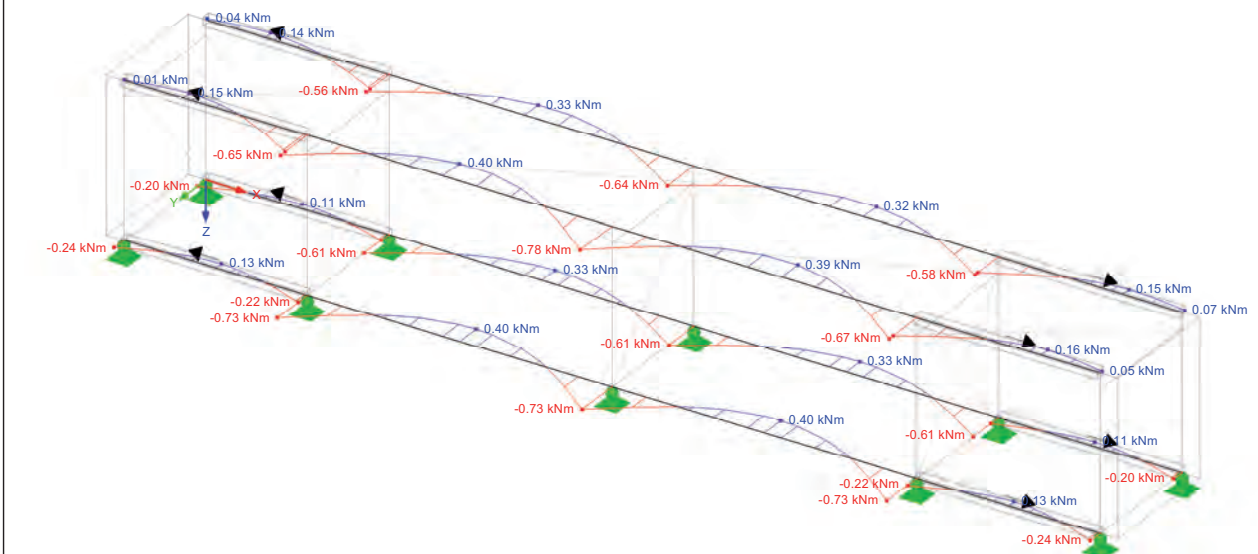 0.04 kNm
0.14 kNm
0.01 kNm
0.15 kNm
-0.56 kNm
0.33 kNm
-0.65 kNm
0.40 kNm
-0.20 kNm
X
-0.64 kNm
Y
0.11 kNm
0.32 kNm
Z
-0.24 kNm
-0.61 kNm
-0.78 kNm
0.13 kNm
0.33 kNm
0.39 kNm
-0.58 kNm
0.15 kNm
-0.22 kNm
0.07 kNm
-0.73 kNm
0.40 kNm
-0.61 kNm
-0.67 kNm
0.16 kNm
0.33 kNm
0.05 kNm
-0.73 kNm
0.40 kNm
-0.61 kNm
0.11 kNm
-0.20 kNm
-0.22 kNm
-0.73 kNm
0.13 kNm
-0.24 kNm